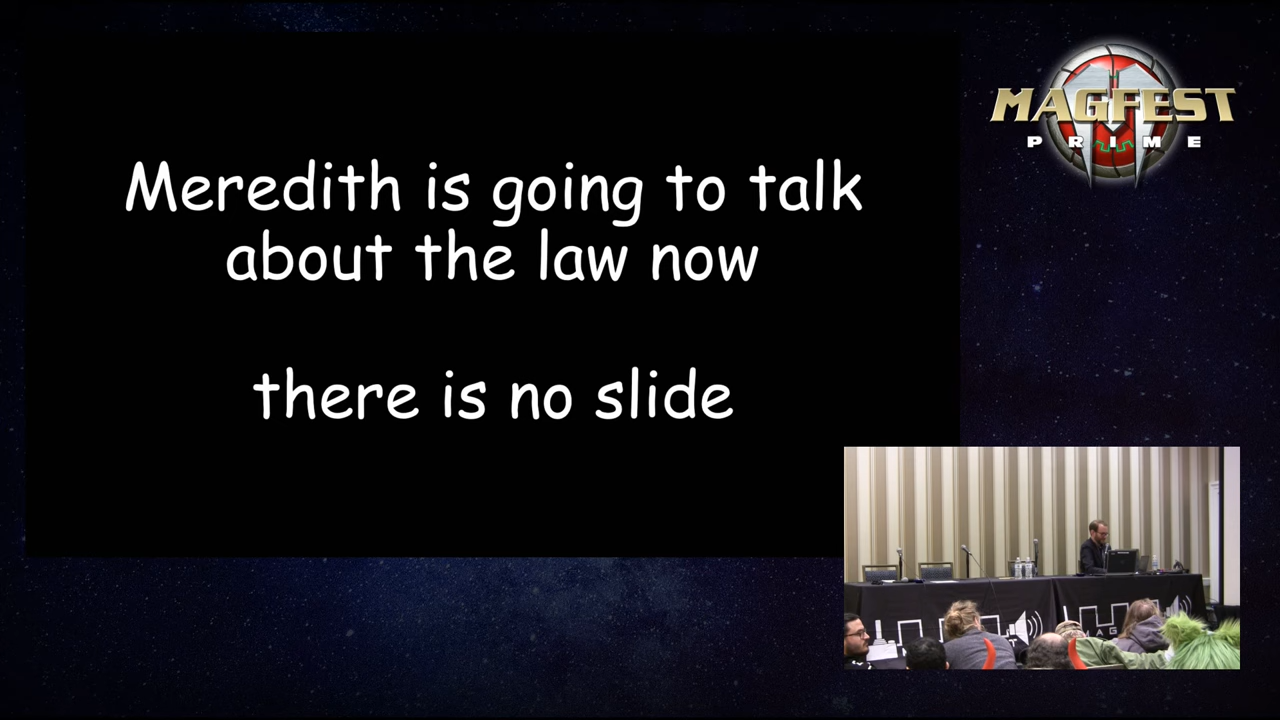 MAGFEST
PRIME
Meredith is going to talk
about the law now
there is no slide